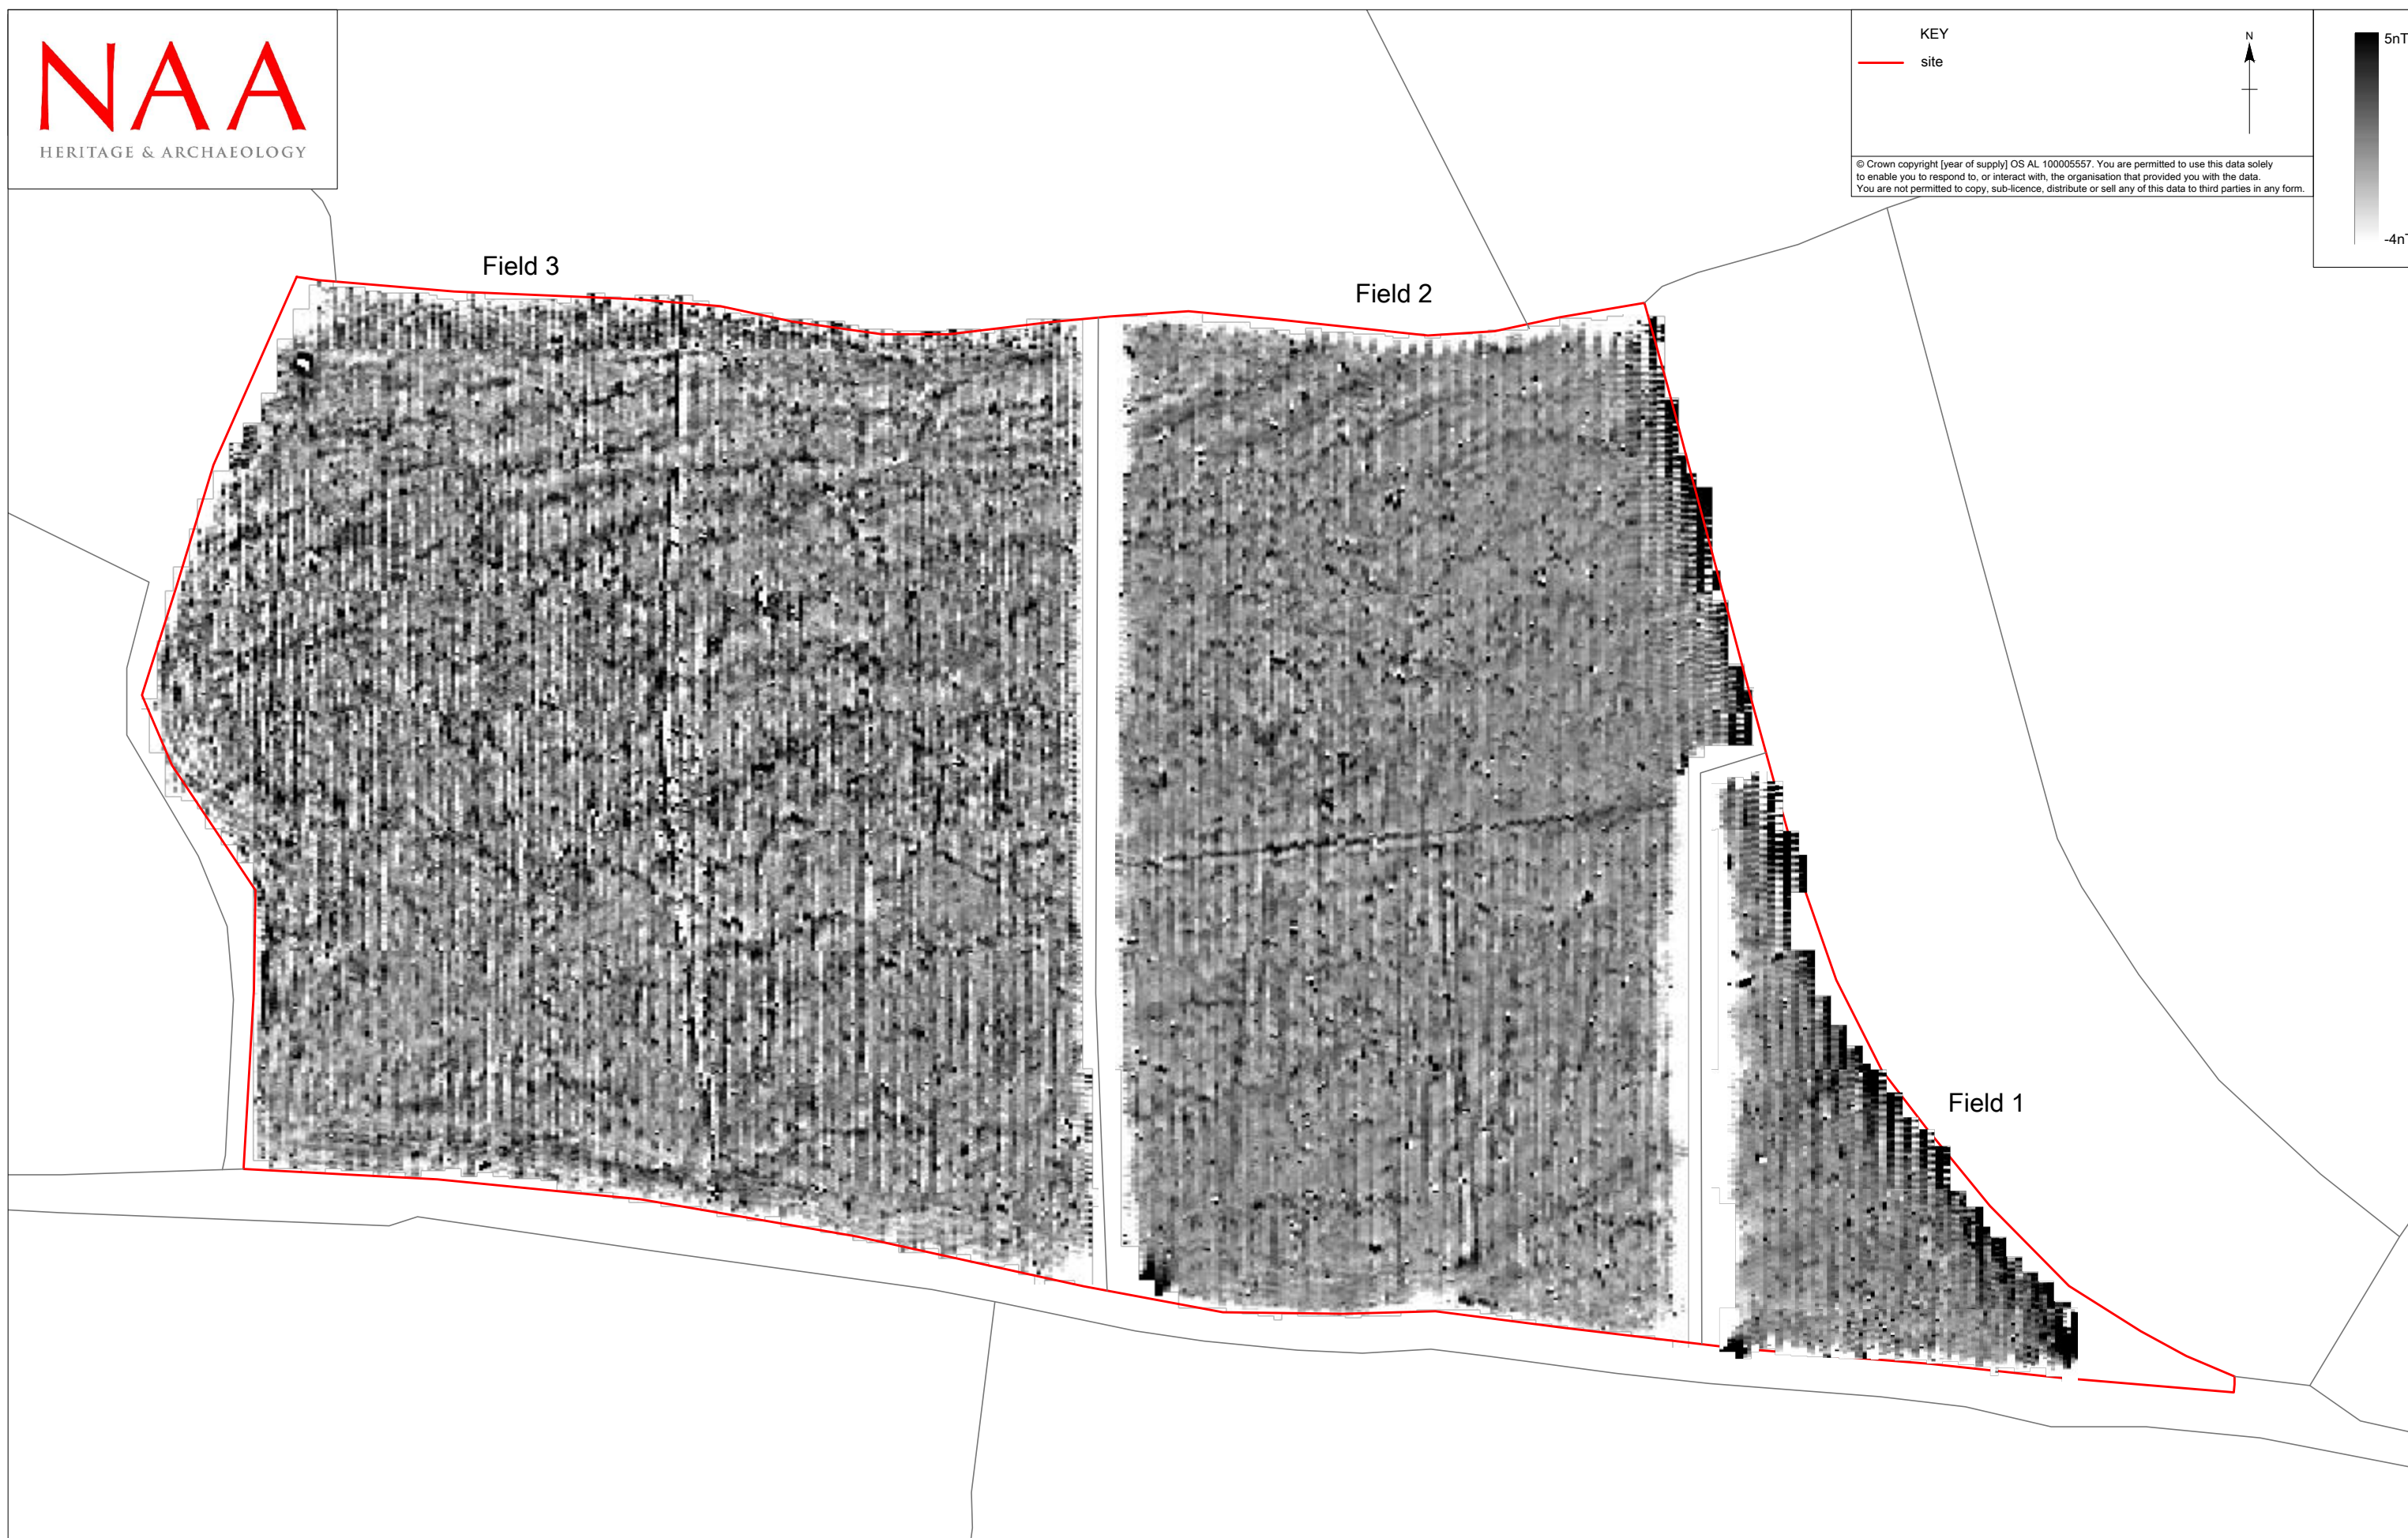 NAA
HERITAGE & ARCHAEOLOGY
KEY
site
N
© Crown copyright [year of supply] OS AL 100005557. You are permitted to use this data solely
to enable you to respond to, or interact with, the organisation that provided you with the data.
You are not permitted to copy, sub-licence, distribute or sell any of this data to third parties in any form.
5nT
-4nT
Field 3
Field 2
Field 1